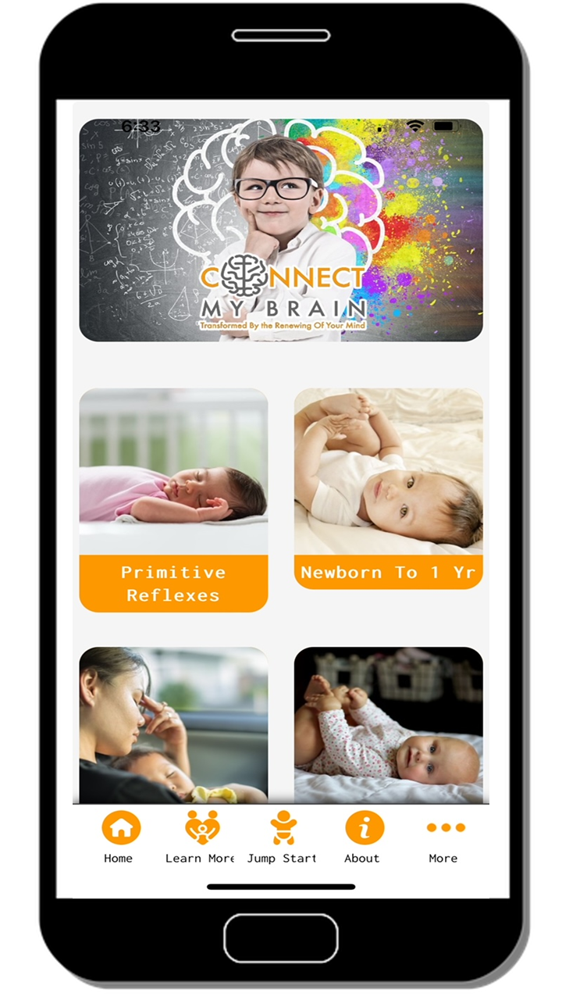 6:33
CONNECT
MY BRAIN
Transformed By the Renewing Of Your Mind
Primitive
Reflexes
Newborn To 1 Yr
Home
Learn More
Jump Start
About
More